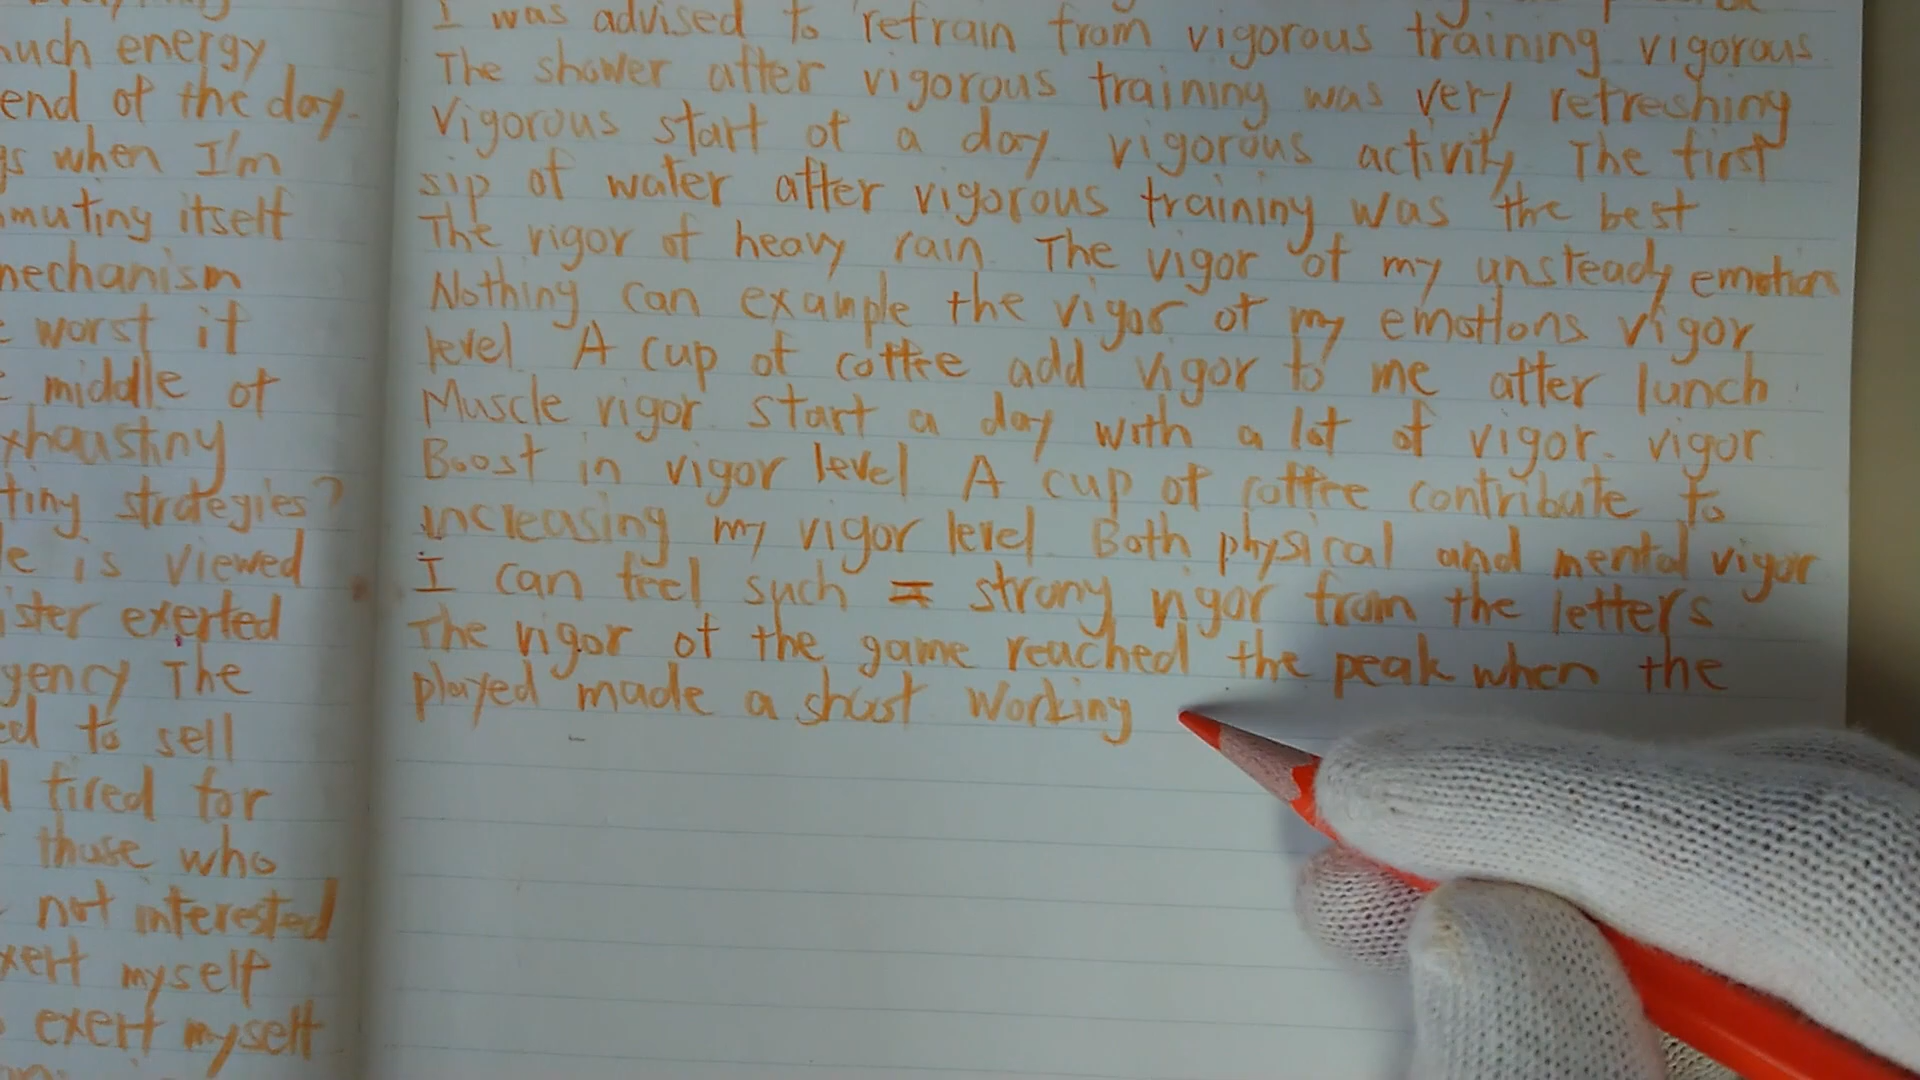 much energy
end of the day.
gs when I'm
muting itself
mechanism
worst it
middle of
xhausting
ting strategies?
le is viewed
ister exerted
gency The
ed to sell
d tired for
those who
not interested
xert myself
exert myself
I was advised to refrain from vigorous training vigorous
The shower after vigorous training was very refreshing
Vigorous start of a day vigorous activity The first
sip of water after vigorous training was the best
The vigor of heavy rain The vigor of my unsteady emotion
Nothing can example the vigor of my emotions vigor
level A cup of coffee add vigor to me after lunch
Muscle vigor start a day with a lot of vigor. vigor
Boost in vigor level A cup of coffee contribute to
increasing my vigor level Both physical and mental vigor
I can feel such strong vigor from the letters
The vigor of the game reached the peak when the
played made a shost working